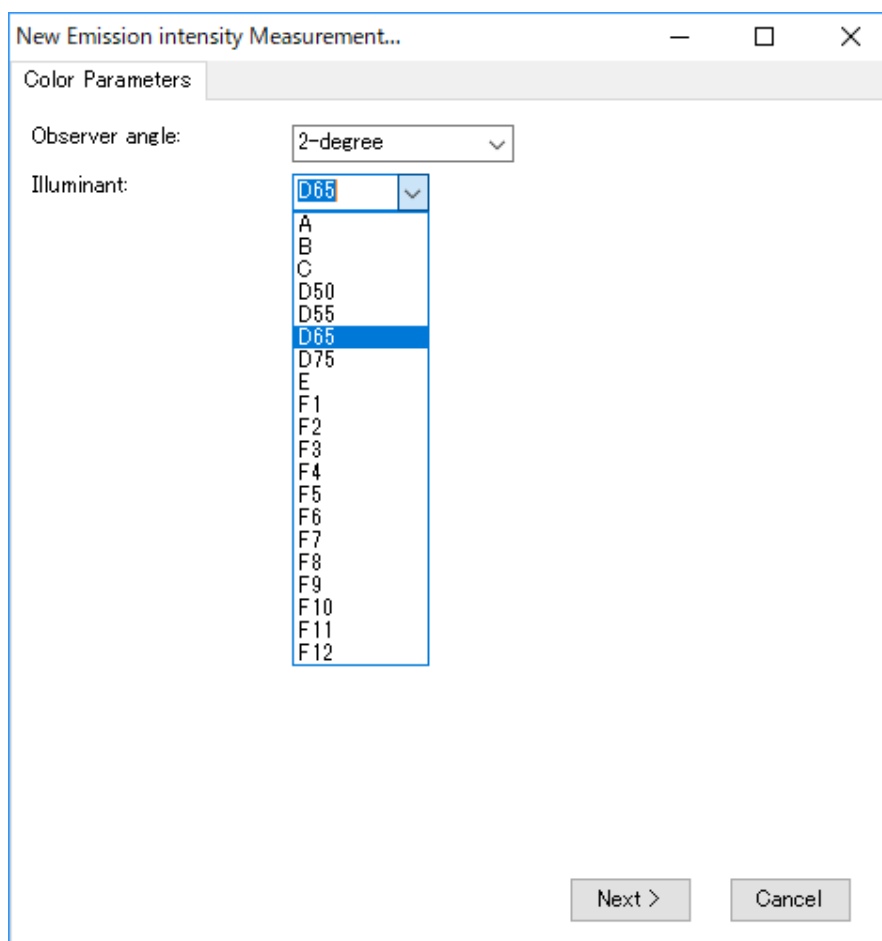 New Emission intensity Measurement...
Color Parameters
Observer angle: 2-degree
Illuminant: D65
A
B
C
D50
D55
D65
D75
E
F1
F2
F3
F4
F5
F6
F7
F8
F9
F10
F11
F12
Next > Cancel